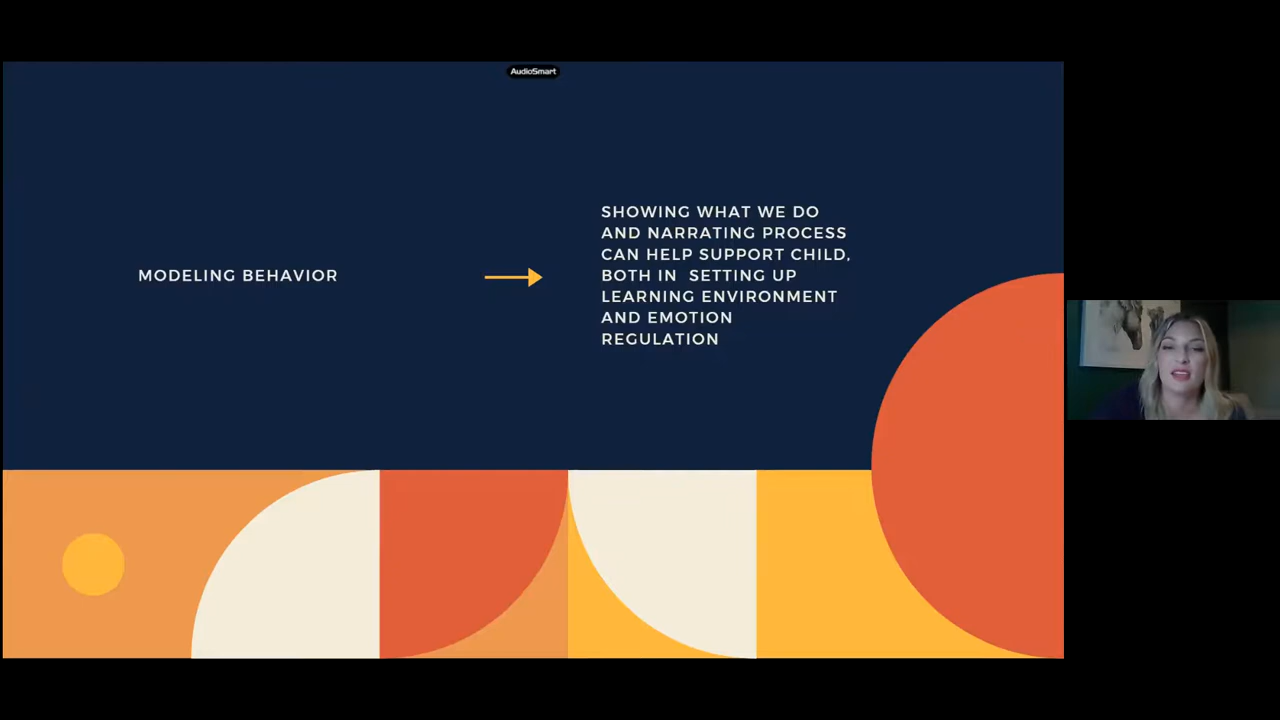 AudioSmart
MODELING BEHAVIOR
SHOWING WHAT WE DO
AND NARRATING PROCESS
CAN HELP SUPPORT CHILD,
BOTH IN SETTING UP
LEARNING ENVIRONMENT
AND EMOTION
REGULATION